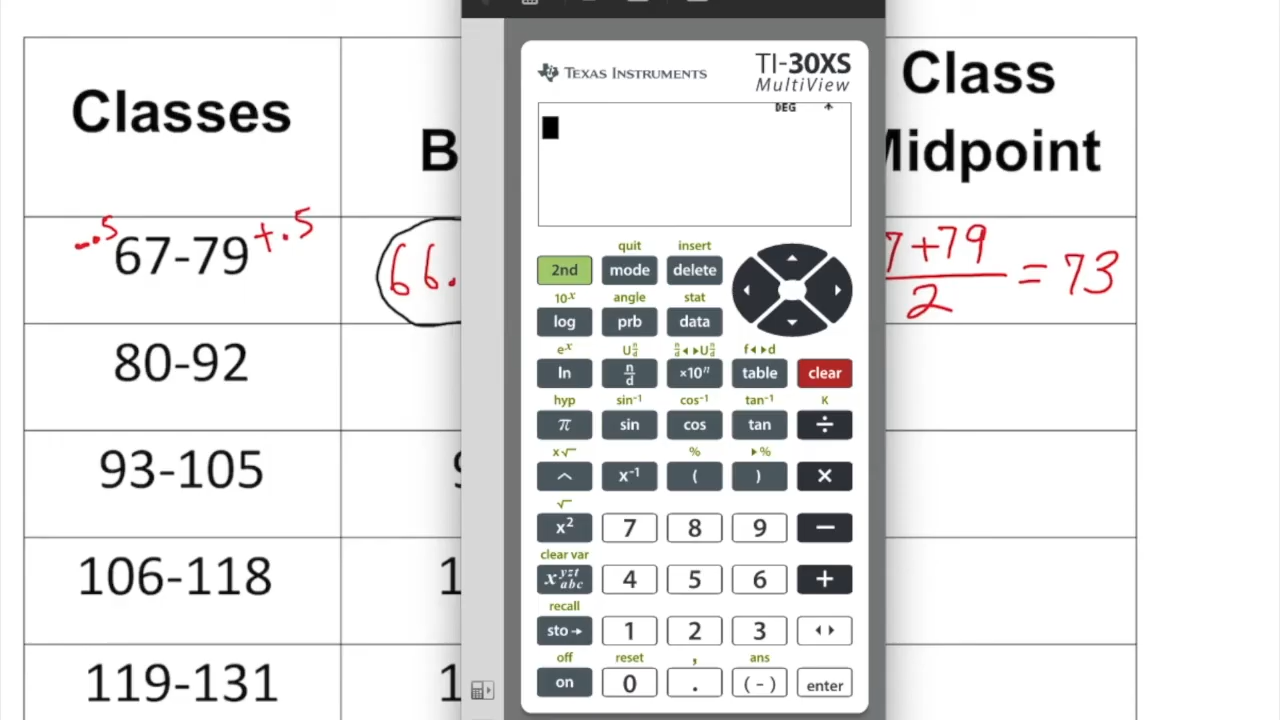 Classes
B
Class
Midpoint
-.5 67-79 +.5
66.
7+79
2
= 73
80-92
93-105
9
106-118
1
119-131
1
TEXAS INSTRUMENTS
TI-30XS
MultiView
DEG
quit insert
2nd mode delete
10ˣ angle stat
log prb data
eˣ U n/d n/d ◄►U n/d f◄►d
ln n/d ×10ⁿ table clear
hyp sin⁻¹ cos⁻¹ tan⁻¹ K
π sin cos tan ÷
x√ % ►%
^ x⁻¹ ( ) ×
√
x² 7 8 9 −
clear var
x yzt abc 4 5 6 +
recall
sto→ 1 2 3 ◄►
off reset , ans
on 0 . (-) enter